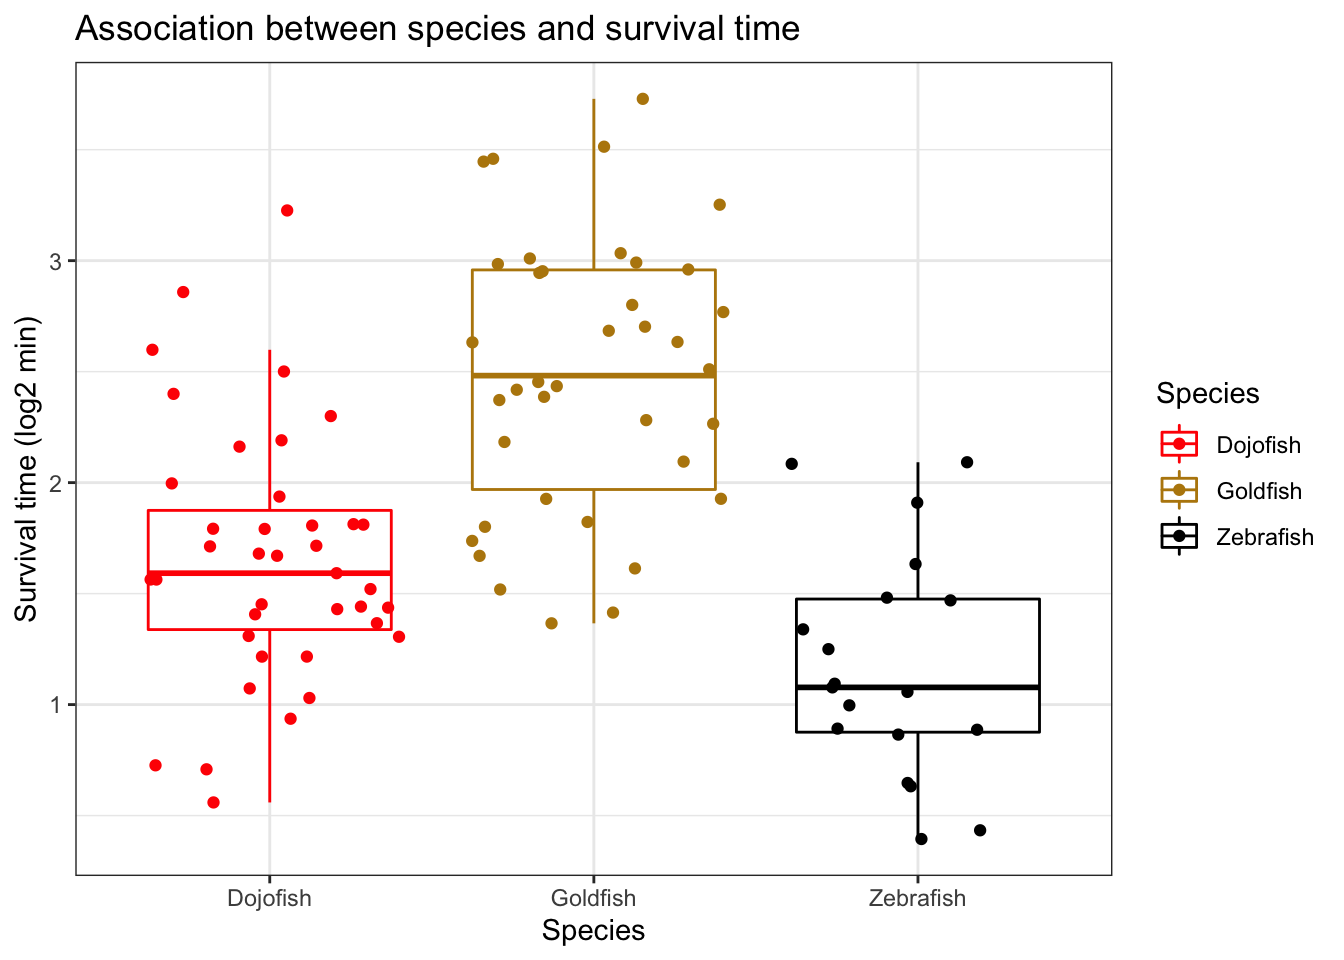 Association between species and survival time
Survival time (log2 min)
3
2
1
Dojofish
Goldfish
Zebrafish
Species
Species
Dojofish
Goldfish
Zebrafish